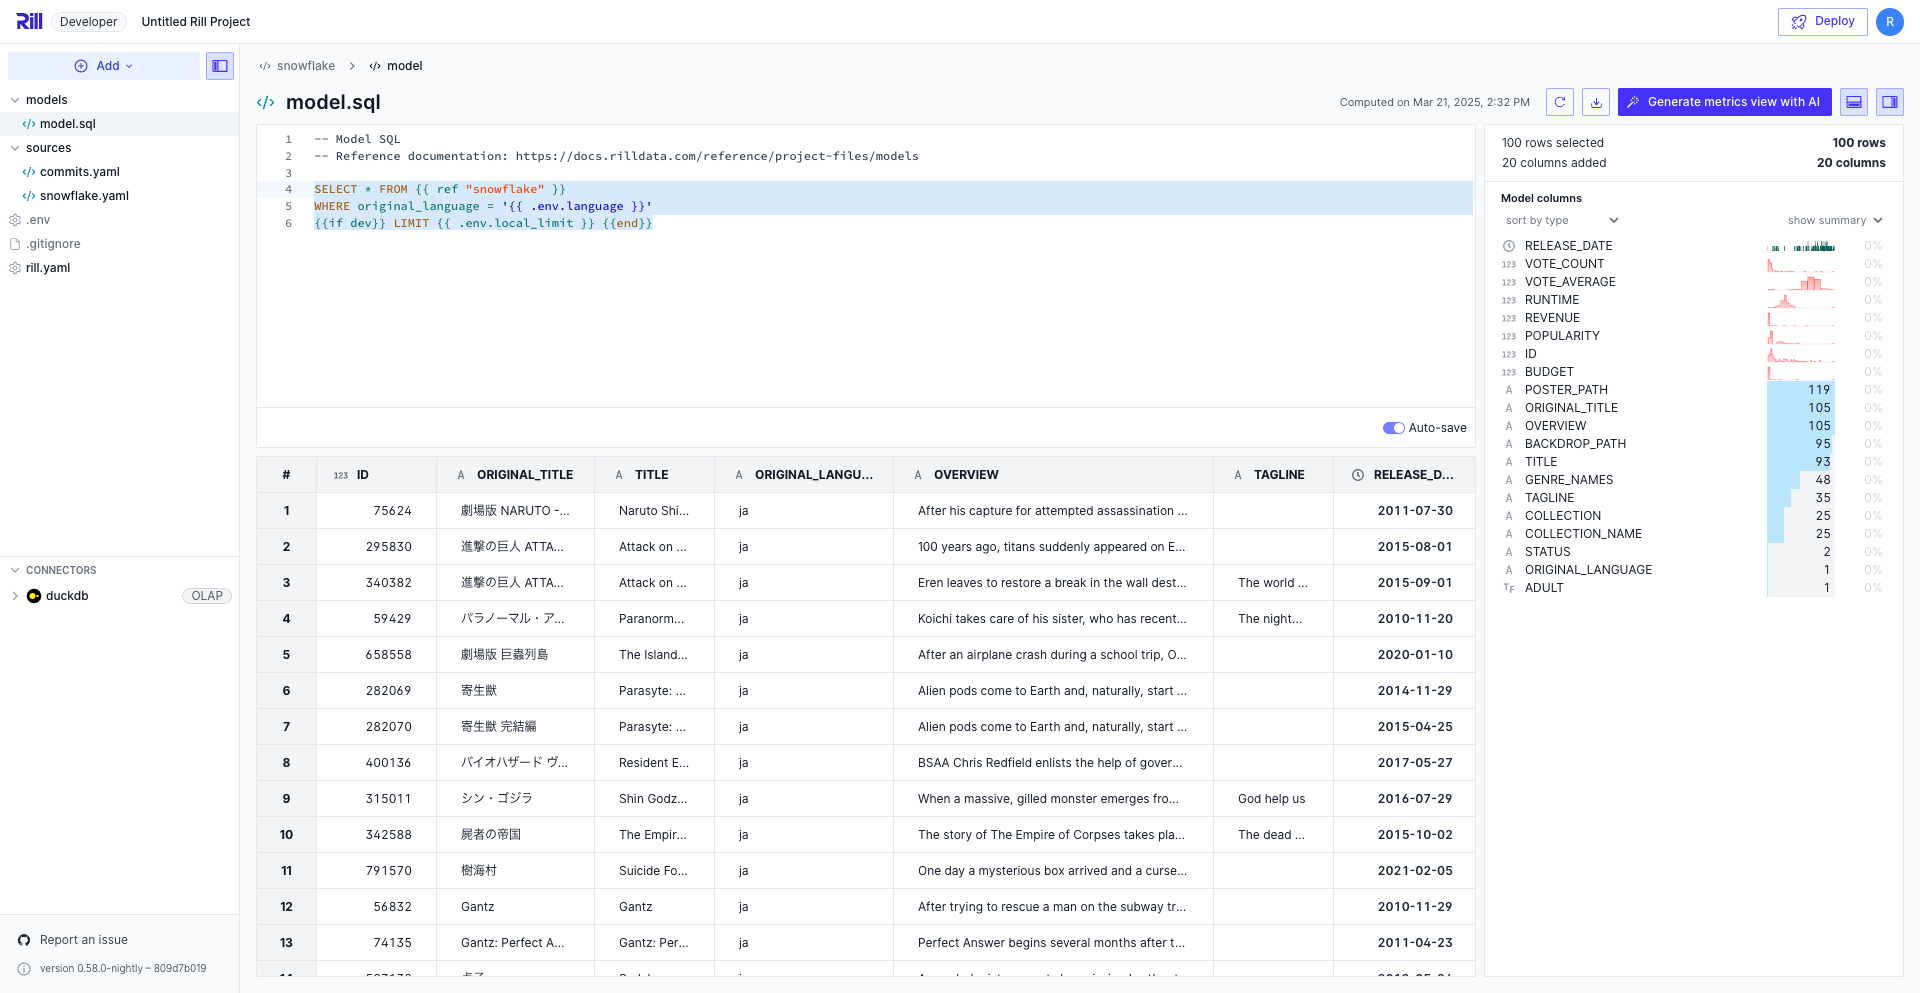 Rill Developer Untitled Rill Project Deploy R
Add
models
model.sql
sources
commits.yaml
snowflake.yaml
.env
.gitignore
rill.yaml
CONNECTORS
duckdb OLAP
Report an issue
version 0.58.0-nightly – 809d7b019
snowflake > model
model.sql
Computed on Mar 21, 2025, 2:32 PM
Generate metrics view with AI
1 -- Model SQL
2 -- Reference documentation: https://docs.rilldata.com/reference/project-files/models
3
4 SELECT * FROM {{ ref "snowflake" }}
5 WHERE original_language = '{{ .env.language }}'
6 {{if dev}} LIMIT {{ .env.local_limit }} {{end}}
Auto-save
# 123 ID A ORIGINAL_TITLE A TITLE A ORIGINAL_LANGU... A OVERVIEW A TAGLINE RELEASE_D...
1 75624 劇場版 NARUTO -... Naruto Shi... ja After his capture for attempted assassination ... 2011-07-30
2 295830 進撃の巨人 ATTA... Attack on ... ja 100 years ago, titans suddenly appeared on E... 2015-08-01
3 340382 進撃の巨人 ATTA... Attack on ... ja Eren leaves to restore a break in the wall dest... The world ... 2015-09-01
4 59429 パラノーマル・ア... Paranorm... ja Koichi takes care of his sister, who has recent... The night... 2010-11-20
5 658558 劇場版 巨蟲列島 The Island... ja After an airplane crash during a school trip, O... 2020-01-10
6 282069 寄生獣 Parasyte: ... ja Alien pods come to Earth and, naturally, start ... 2014-11-29
7 282070 寄生獣 完結編 Parasyte: ... ja Alien pods come to Earth and, naturally, start ... 2015-04-25
8 400136 バイオハザード ヴ... Resident E... ja BSAA Chris Redfield enlists the help of gover... 2017-05-27
9 315011 シン・ゴジラ Shin Godz... ja When a massive, gilled monster emerges fro... God help us 2016-07-29
10 342588 屍者の帝国 The Empir... ja The story of The Empire of Corpses takes pla... The dead ... 2015-10-02
11 791570 樹海村 Suicide Fo... ja One day a mysterious box arrived and a curse... 2021-02-05
12 56832 Gantz Gantz ja After trying to rescue a man on the subway tr... 2010-11-29
13 74135 Gantz: Perfect A... Gantz: Per... ja Perfect Answer begins several months after t... 2011-04-23
100 rows selected 100 rows
20 columns added 20 columns
Model columns
sort by type show summary
RELEASE_DATE 0%
123 VOTE_COUNT 0%
123 VOTE_AVERAGE 0%
123 RUNTIME 0%
123 REVENUE 0%
123 POPULARITY 0%
123 ID 0%
123 BUDGET 0%
A POSTER_PATH 119 0%
A ORIGINAL_TITLE 105 0%
A OVERVIEW 105 0%
A BACKDROP_PATH 95 0%
A TITLE 93 0%
A GENRE_NAMES 48 0%
A TAGLINE 35 0%
A COLLECTION 25 0%
A COLLECTION_NAME 25 0%
A STATUS 2 0%
A ORIGINAL_LANGUAGE 1 0%
TF ADULT 1 0%